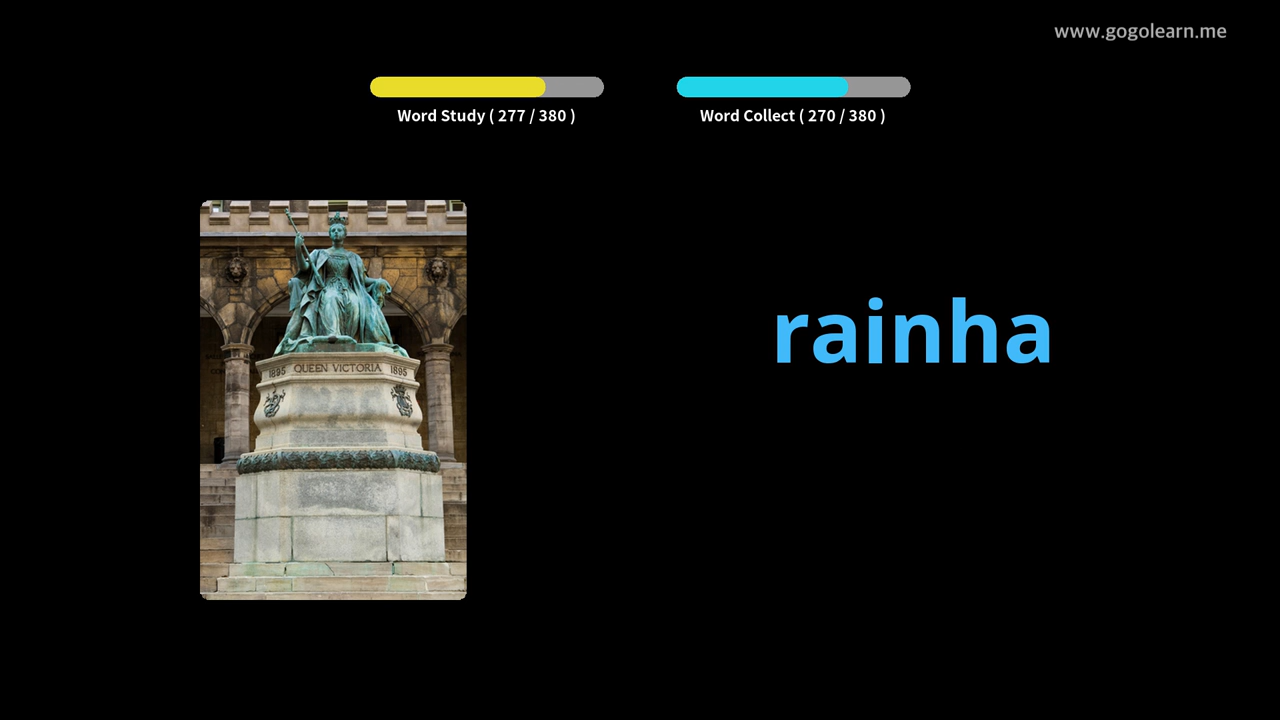 www.gogolearn.me
Word Study ( 277 / 380 )
Word Collect ( 270 / 380 )
1895 QUEEN VICTORIA 1895
rainha